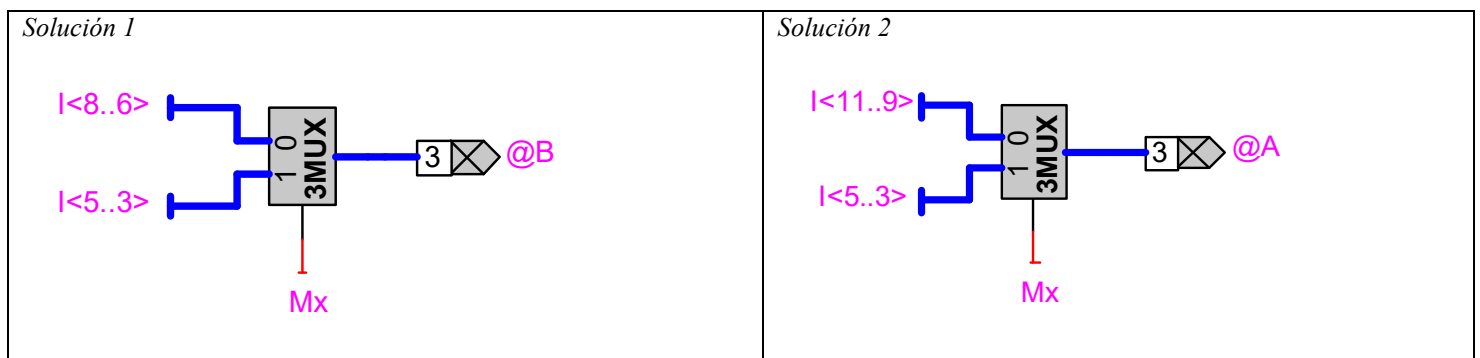 Solución 1
I<8..6>
0
1
3MUX
3
@B
I<5..3>
Mx
Solución 2
I<11..9>
0
1
3MUX
3
@A
I<5..3>
Mx